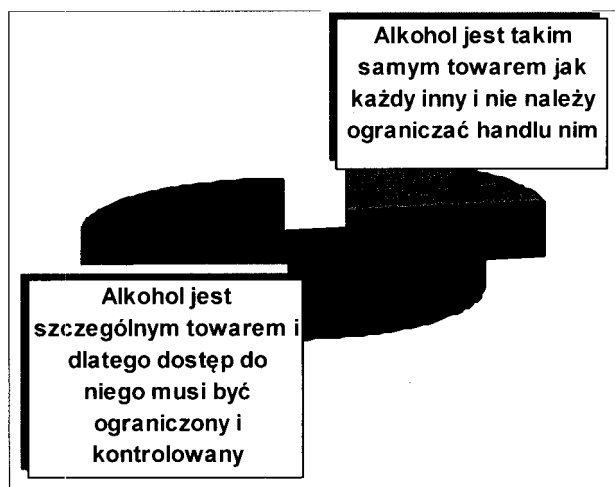 Alkohol jest takim
samym towarem jak
każdy inny i nie należy
ograniczać handlu nim
Alkohol jest
szczególnym towarem i
dlatego dostęp do
niego musi być
ograniczony i
kontrolowany